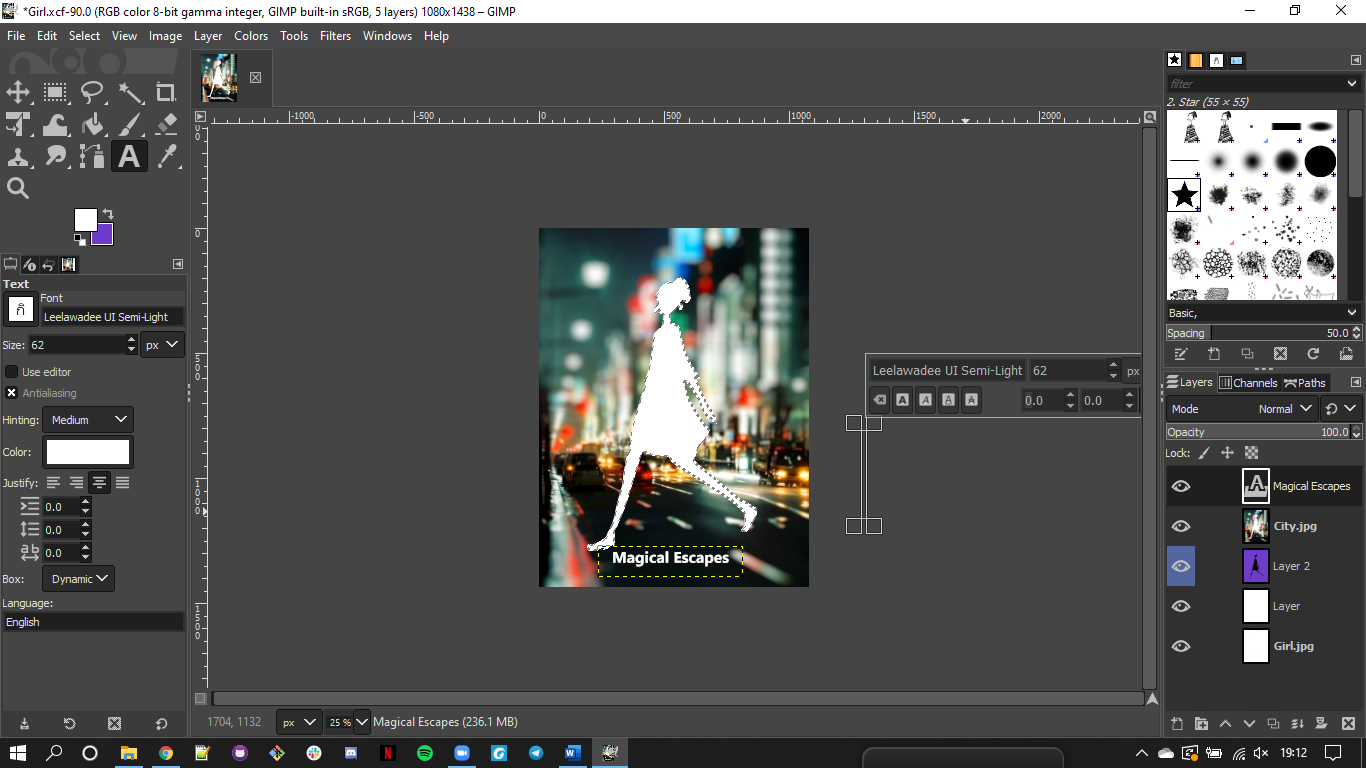 *Girl.xcf-90.0 (RGB color 8-bit gamma integer, GIMP built-in sRGB, 5 layers) 1080x1438 – GIMP
File Edit Select View Image Layer Colors Tools Filters Windows Help
filter
2. Star (55 × 55)
-1000 -500 0 500 1000 1500 2000
0
500
1000
1500
Text
Font
Leelawadee UI Semi-Light
Size: 62 px
Use editor
Antialiasing
Hinting: Medium
Color:
Justify:
0.0
0.0
0.0
Box: Dynamic
Language:
English
Leelawadee UI Semi-Light 62 px
0.0 0.0
Magical Escapes
Basic,
Spacing 50.0
Layers Channels Paths
Mode Normal
Opacity 100.0
Lock:
Magical Escapes
City.jpg
Layer 2
Layer
Girl.jpg
1704, 1132 px 25 % Magical Escapes (236.1 MB)
19:12